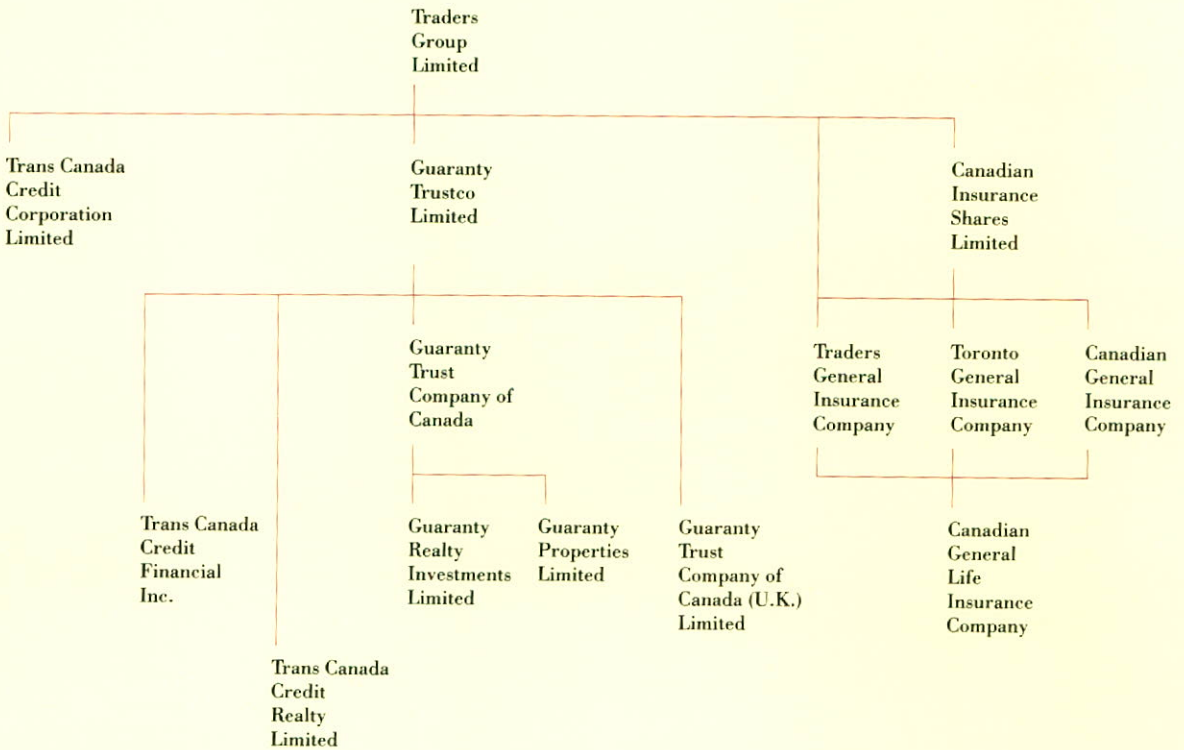 Traders
Group
Limited
Trans Canada
Credit
Corporation
Limited
Guaranty
Trustco
Limited
Canadian
Insurance
Shares
Limited
Guaranty
Trust
Company of
Canada
Traders
General
Insurance
Company
Toronto
General
Insurance
Company
Canadian
General
Insurance
Company
Trans Canada
Credit
Financial
Inc.
Guaranty
Realty
Investments
Limited
Guaranty
Properties
Limited
Guaranty
Trust
Company of
Canada (U.K.)
Limited
Canadian
General
Life
Insurance
Company
Trans Canada
Credit
Realty
Limited